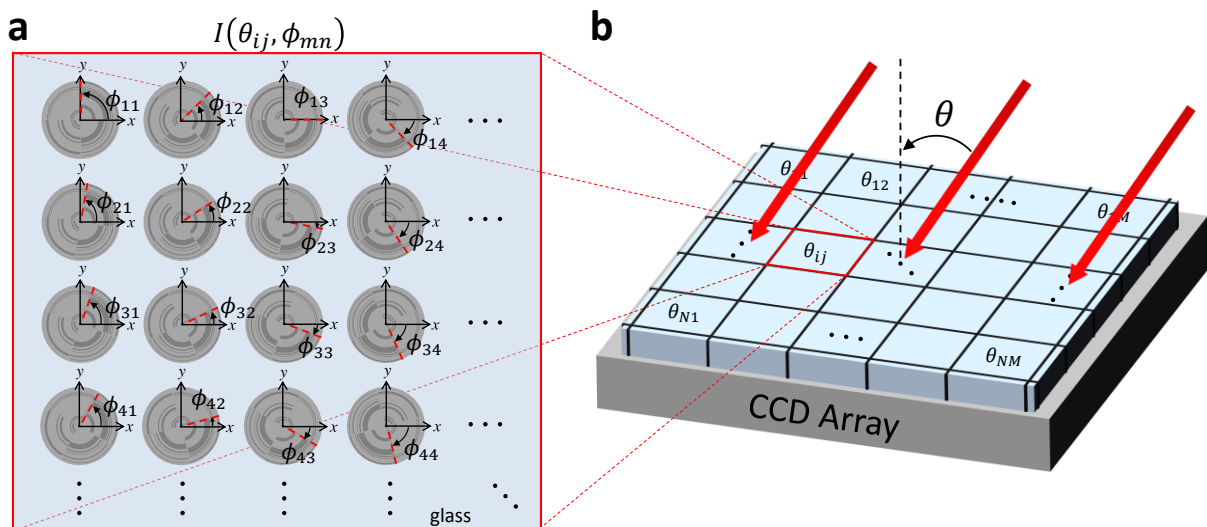 a
I(θij, ϕmn)
y y y y
ϕ11 ϕ12 ϕ13 ϕ14
x x x x
y y y y
ϕ21 ϕ22 ϕ23 ϕ24
x x x x
y y y y
ϕ31 ϕ32 ϕ33 ϕ34
x x x x
y y y y
ϕ41 ϕ42 ϕ43 ϕ44
x x x x
glass
b
θ
θ12
θij
θN1
θNM
CCD Array